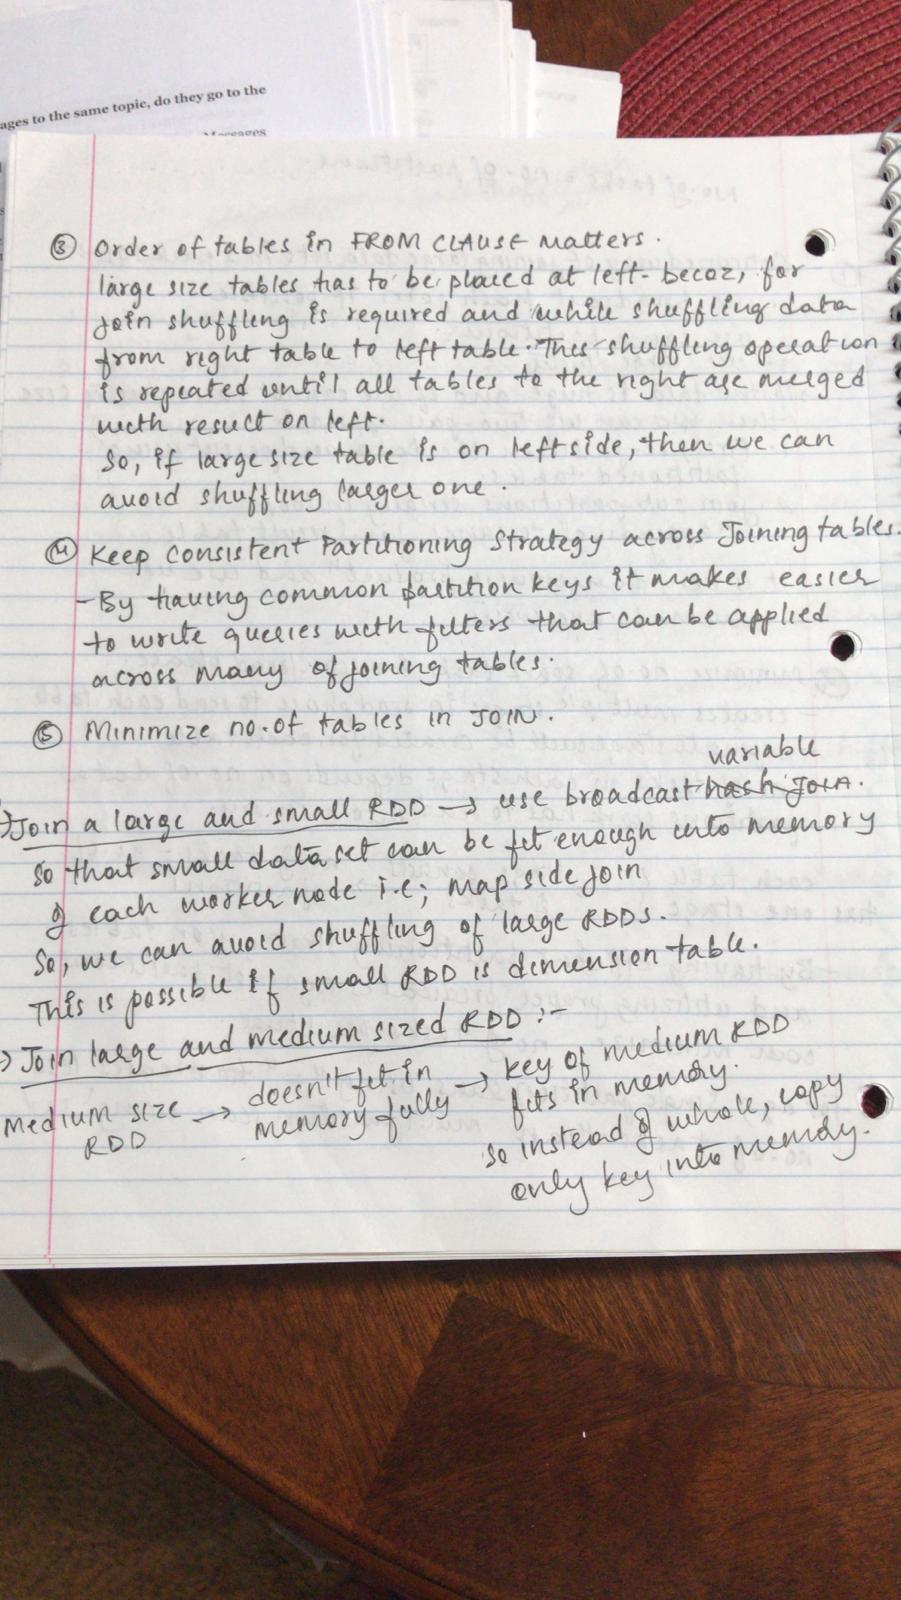 ages to the same topic, do they go to the
Messages
③ Order of tables in FROM CLAUSE matters.
large size tables has to be placed at left- becoz, for
join shuffling is required and while shuffling data
from right table to left table. This shuffling operation
is repeated until all tables to the right are merged
with result on left.
So, if large size table is on left side, then we can
avoid shuffling larger one.
④ Keep consistent Partitioning Strategy across Joining tables.
- By having common partition keys it makes easier
to write queries with filters that can be applied
across many of joining tables.
⑤ Minimize no. of tables in JOIN.
variable
→ Join a large and small RDD → use broadcast hash JOIN.
so that small data set can be fit enough into memory
of each worker node i.e; map side join
So, we can avoid shuffling of large RDDs.
This is possible if small RDD is dimension table.
→ Join large and medium sized RDD :-
Medium size RDD → doesn't fit in memory fully → key of medium RDD
fits in memory.
so instead of whole, copy
only key into memory.